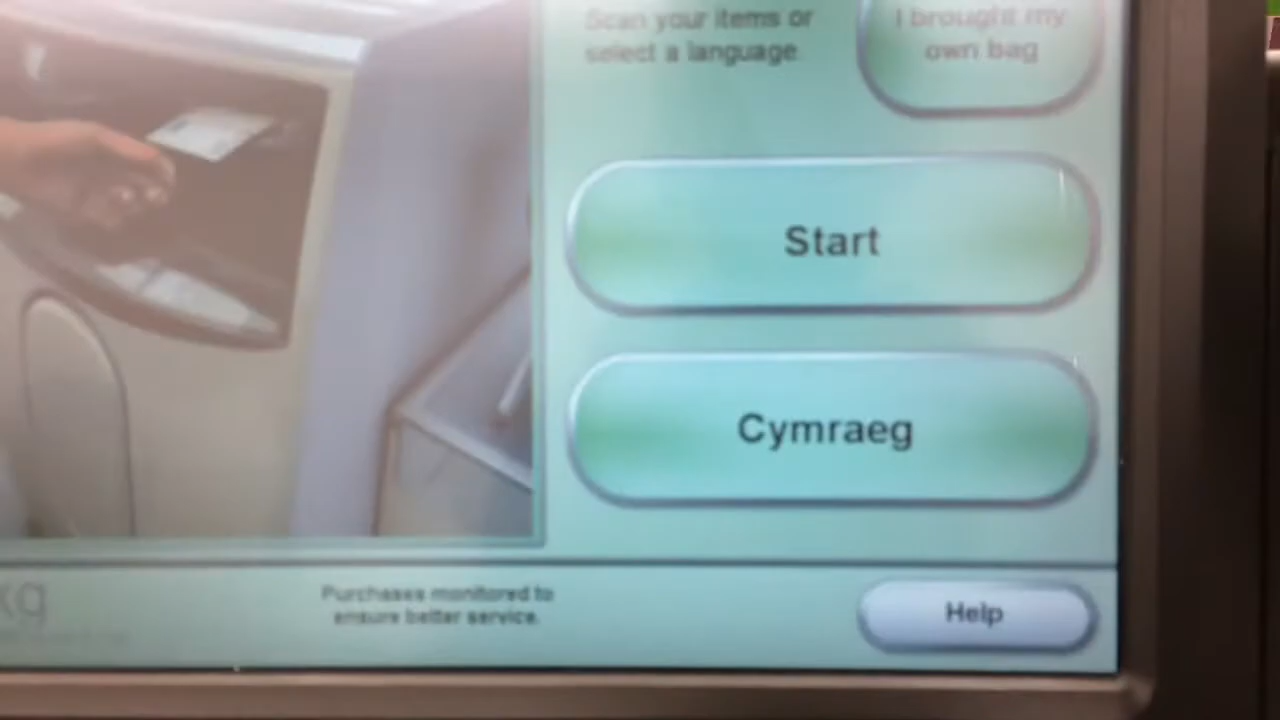 Scan your items or
select a language.
I brought my
own bag
Start
Cymraeg
kg
Purchases monitored to
ensure better service.
Help